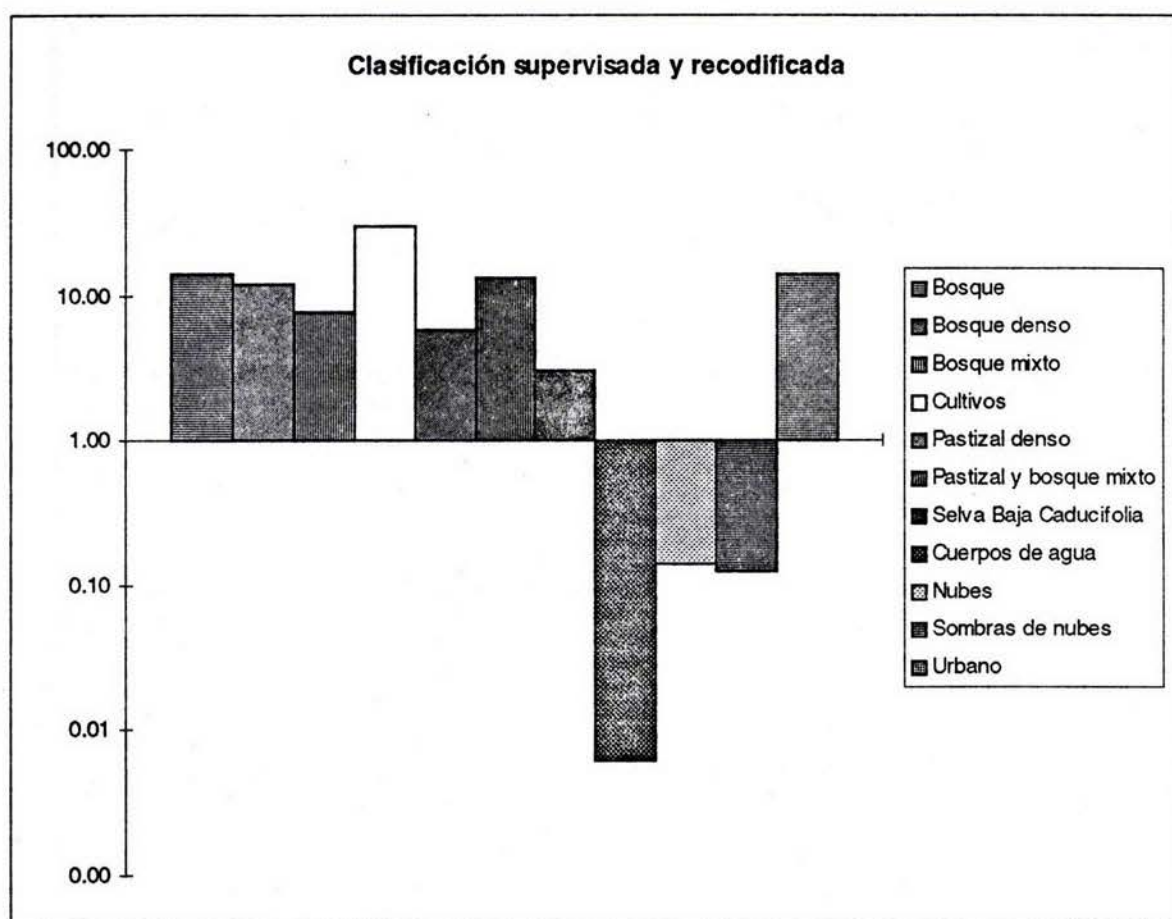 Clasificación supervisada y recodificada
100.00
10.00
1.00
0.10
0.01
0.00
Bosque
Bosque denso
Bosque mixto
Cultivos
Pastizal denso
Pastizal y bosque mixto
Selva Baja Caducifolia
Cuerpos de agua
Nubes
Sombras de nubes
Urbano